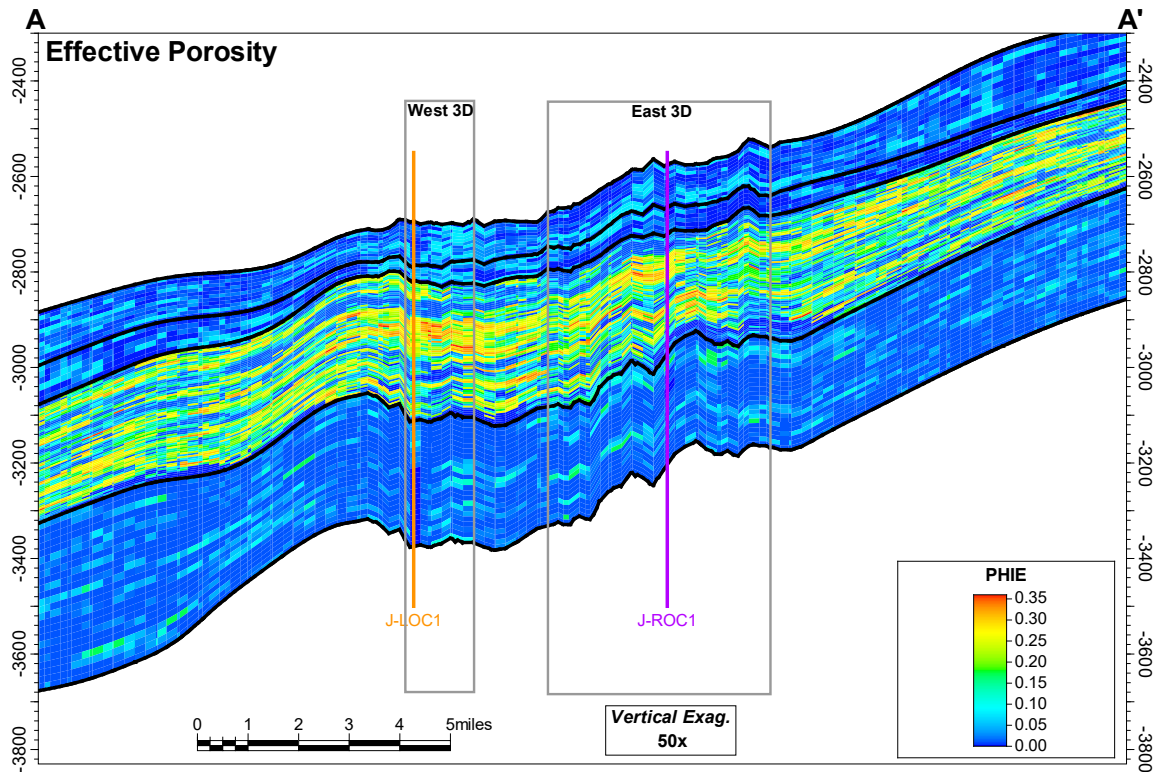 A A'
Effective Porosity
West 3D
East 3D
-2400
-2600
-2800
-3000
-3200
-3400
-3600
-3800
-2400
-2600
-2800
-3000
-3200
-3400
-3600
-3800
J-LOC1
J-ROC1
0 1 2 3 4 5miles
Vertical Exag.
50x
PHIE
0.35
0.30
0.25
0.20
0.15
0.10
0.05
0.00